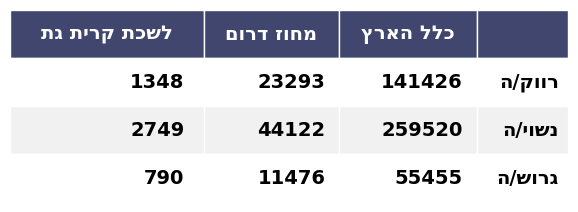 כלל הארץ מחוז דרום לשכת קרית גת
רווק/ה 141426 23293 1348
נשוי/ה 259520 44122 2749
גרוש/ה 55455 11476 790